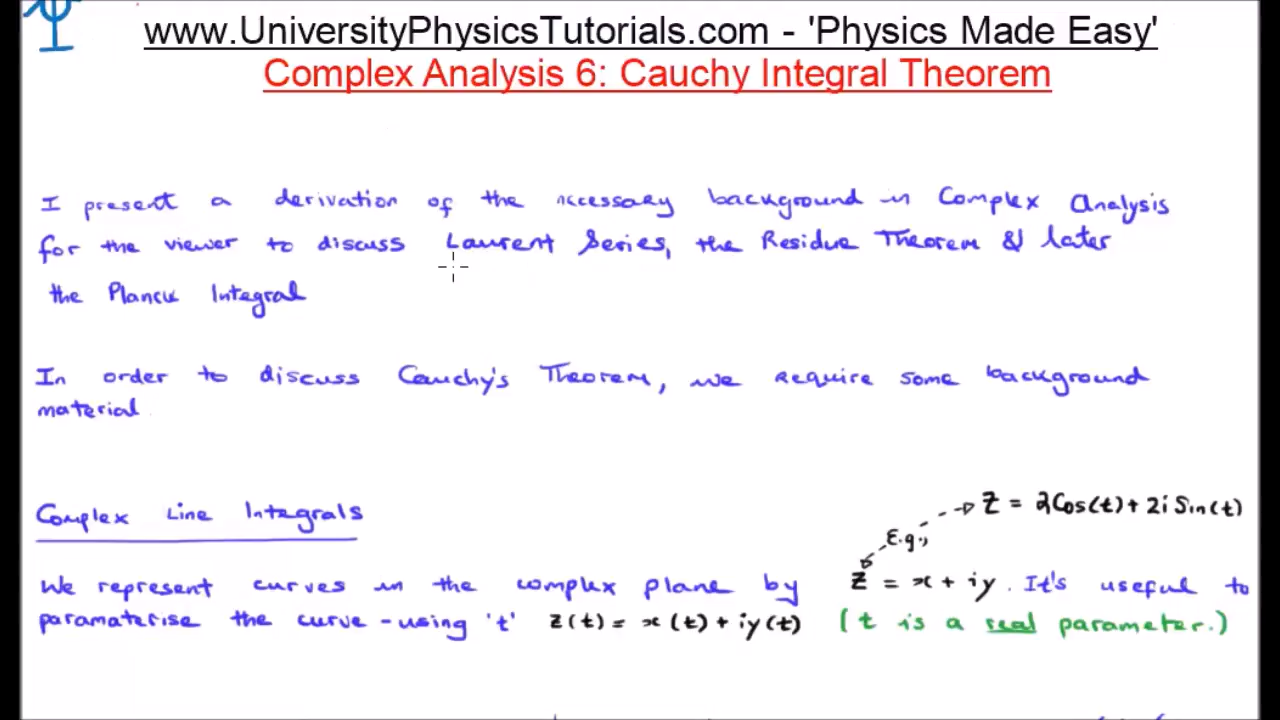 www.UniversityPhysicsTutorials.com - 'Physics Made Easy'
Complex Analysis 6: Cauchy Integral Theorem
I present a derivation of the necessary background in Complex Analysis
for the viewer to discuss Laurent Series, the Residue Theorem & later
the Planck Integral
In order to discuss Cauchy's Theorem, we require some background
material
Complex Line Integrals
Z = 2Cos(t) + 2i Sin(t)
E.g.,
We represent curves in the complex plane by Z = x + iy. It's useful to
paramaterise the curve - using 't' z(t) = x(t) + iy(t) (t is a real parameter.)